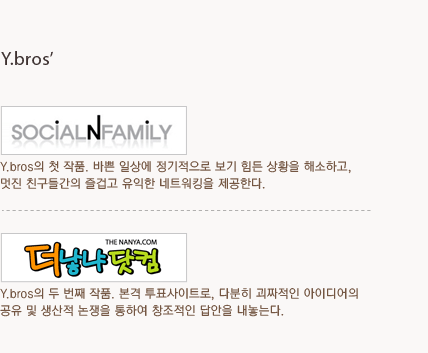 Y.bros'
SOCIALNFAMILY
Y.bros의 첫 작품. 바쁜 일상에 정기적으로 보기 힘든 상황을 해소하고,
멋진 친구들간의 즐겁고 유익한 네트워킹을 제공한다.
THE NANYA.COM
더낳냐닷컴
Y.bros의 두 번째 작품. 본격 투표사이트로, 다분히 괴짜적인 아이디어의
공유 및 생산적 논쟁을 통하여 창조적인 답안을 내놓는다.